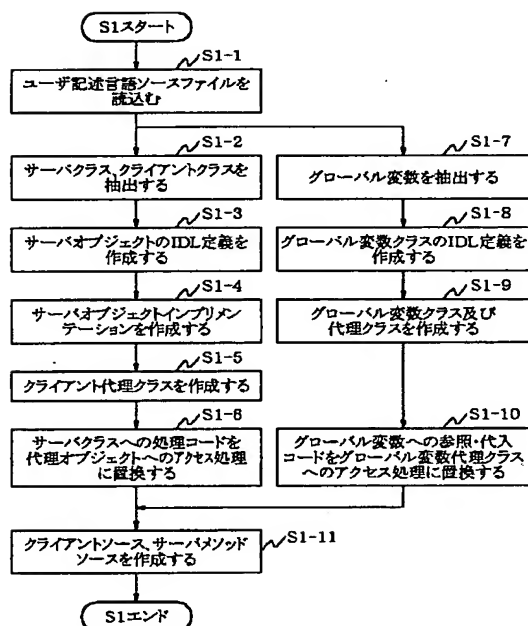 S1スタート
S1-1
ユーザ記述言語ソースファイルを
読込む
S1-2
サーバクラス、クライアントクラスを
抽出する
S1-3
サーバオブジェクトのIDL定義を
作成する
S1-4
サーバオブジェクトインプリメン
テーションを作成する
S1-5
クライアント代理クラスを作成する
S1-6
サーバクラスへの処理コードを
代理オブジェクトへのアクセス処理
に置換する
S1-7
グローバル変数を抽出する
S1-8
グローバル変数クラスのIDL定義を
作成する
S1-9
グローバル変数クラス及び
代理クラスを作成する
S1-10
グローバル変数への参照・代入
コードをグローバル変数代理クラス
へのアクセス処理に置換する
クライアントソース、サーバメソッド
ソースを作成する
S1-11
S1エンド